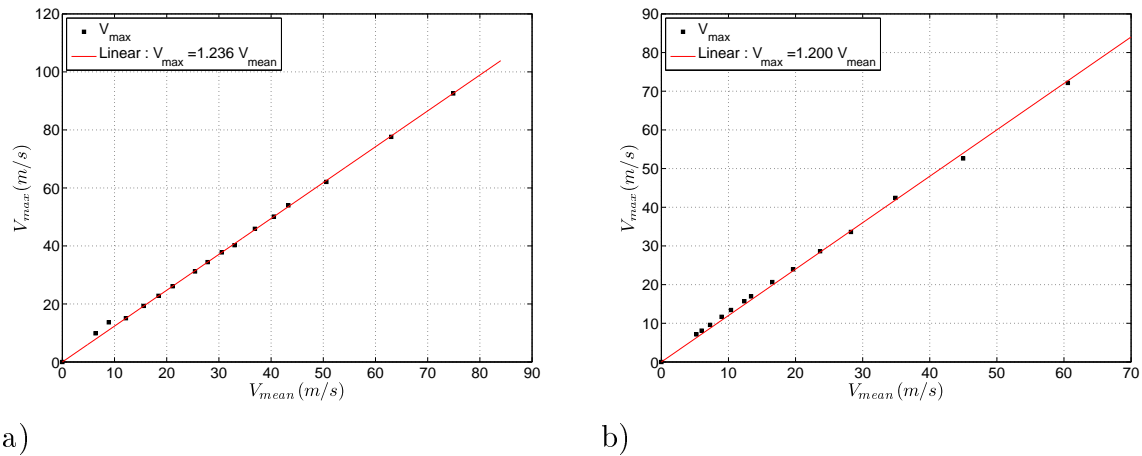 V_max
Linear : V_max =1.236 V_mean
120
100
80
60
40
20
0
0 10 20 30 40 50 60 70 80 90
V_max (m/s)
V_mean (m/s)
a)
V_max
Linear : V_max =1.200 V_mean
90
80
70
60
50
40
30
20
10
0
0 10 20 30 40 50 60 70
V_max (m/s)
V_mean (m/s)
b)